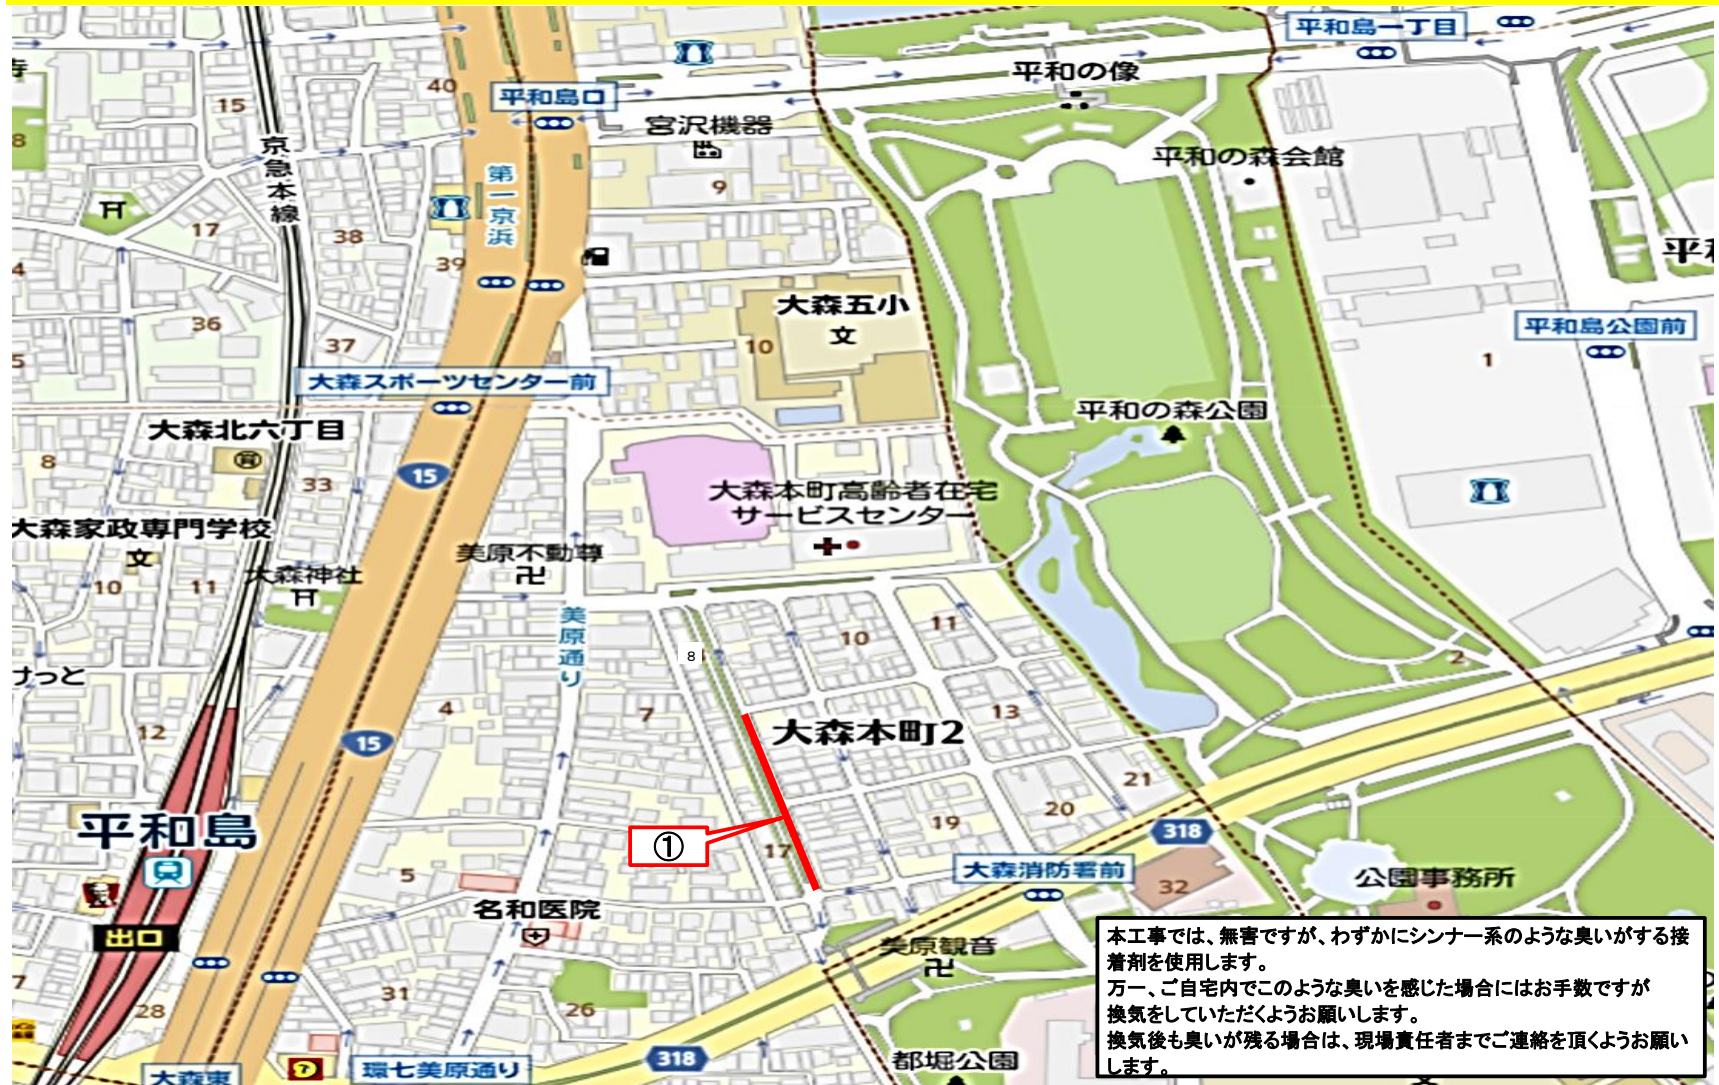 平和島一丁目
平和の像
平和島口
40
15
宮沢機器
京急本線
平和の森会館
第一京浜
9
17
38
39
大森五小
文
36
37
10
平和島公園前
1
大森スポーツセンター前
平和の森公園
大森北六丁目
8
15
33
大森本町高齢者在宅
サービスセンター
大森家政専門学校
文
美原不動尊
卍
10
11
大森神社
美原通り
10
11
8
2
4
7
大森本町2
13
12
15
21
20
19
318
平和島
①
17
大森消防署前
5
32
公園事務所
名和医院
出口
美原観音
卍
本工事では、無害ですが、わずかにシンナー系のような臭いがする接
着剤を使用します。
万一、ご自宅内でこのような臭いを感じた場合にはお手数ですが
換気をしていただくようお願いします。
換気後も臭いが残る場合は、現場責任者までご連絡を頂くようお願い
します。
7
31
28
26
318
都堀公園
環七美原通り
大森東